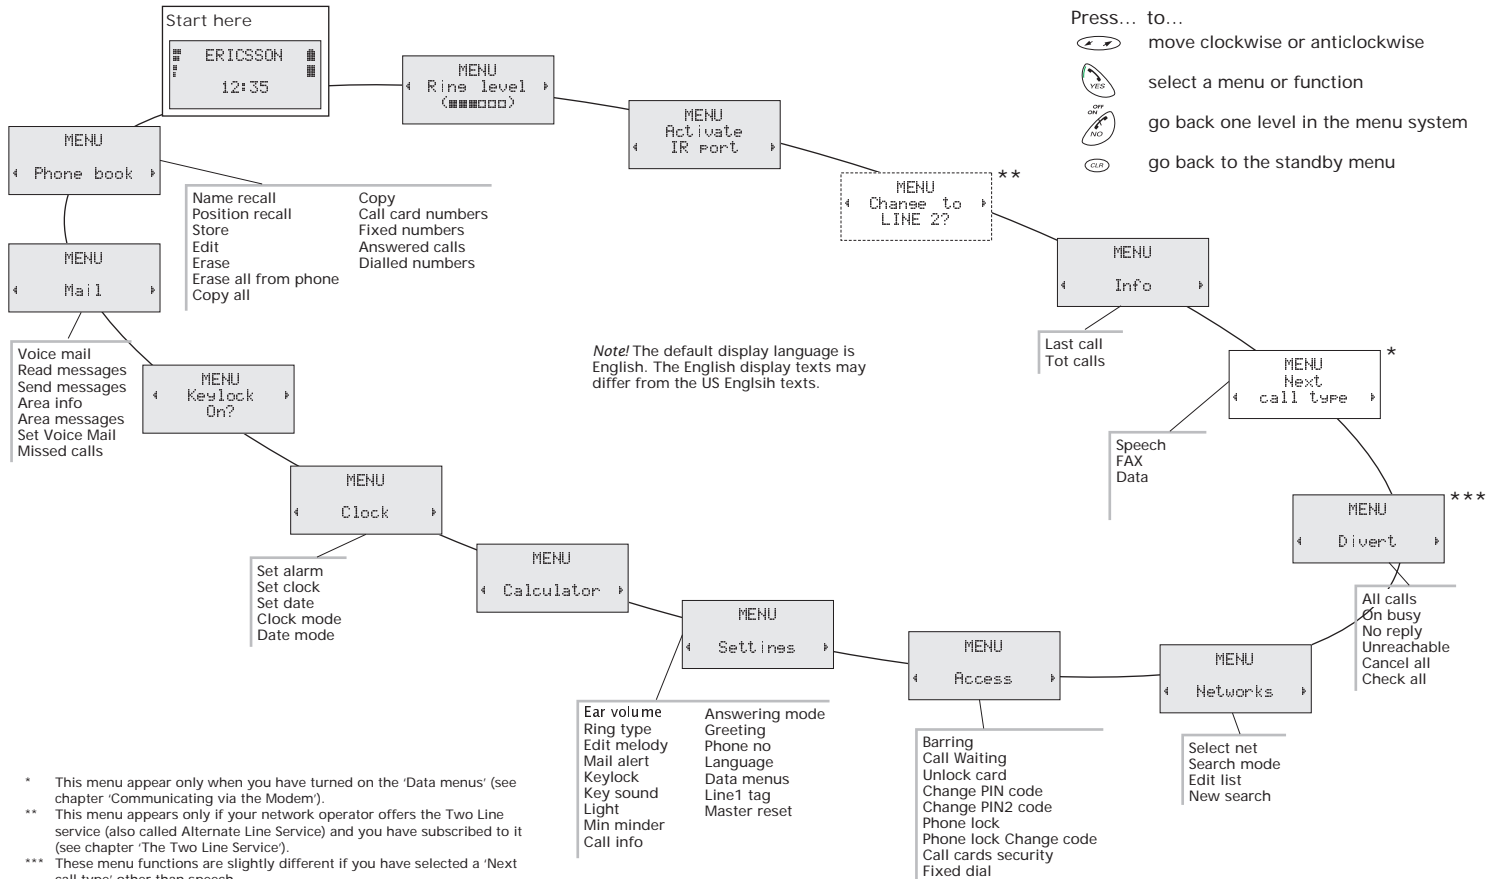 Start here
ERICSSON
12:35
MENU
Ring level
MENU
Activate
IR port
MENU
Change to
LINE 2?
**
MENU
Info
Last call
Tot calls
MENU
Next
call type
*
Speech
FAX
Data
MENU
Divert
***
All calls
On busy
No reply
Unreachable
Cancel all
Check all
MENU
Networks
Select net
Search mode
Edit list
New search
MENU
Access
Barring
Call Waiting
Unlock card
Change PIN code
Change PIN2 code
Phone lock
Phone lock Change code
Call cards security
Fixed dial
MENU
Settings
Ear volume
Ring type
Edit melody
Mail alert
Keylock
Key sound
Light
Min minder
Call info
Answering mode
Greeting
Phone no
Language
Data menus
Line1 tag
Master reset
MENU
Calculator
MENU
Clock
Set alarm
Set clock
Set date
Clock mode
Date mode
MENU
Keylock
On?
MENU
Mail
Voice mail
Read messages
Send messages
Area info
Area messages
Set Voice Mail
Missed calls
MENU
Phone book
Name recall
Position recall
Store
Edit
Erase
Erase all from phone
Copy all
Copy
Call card numbers
Fixed numbers
Answered calls
Dialled numbers
Press... to...
move clockwise or anticlockwise
YES
select a menu or function
OFF
ON
NO
go back one level in the menu system
CLR
go back to the standby menu
Note! The default display language is
English. The English display texts may
differ from the US Englsih texts.
* This menu appear only when you have turned on the 'Data menus' (see
chapter 'Communicating via the Modem').
** This menu appears only if your network operator offers the Two Line
service (also called Alternate Line Service) and you have subscribed to it
(see chapter 'The Two Line Service').
*** These menu functions are slightly different if you have selected a 'Next
call type' other than speech